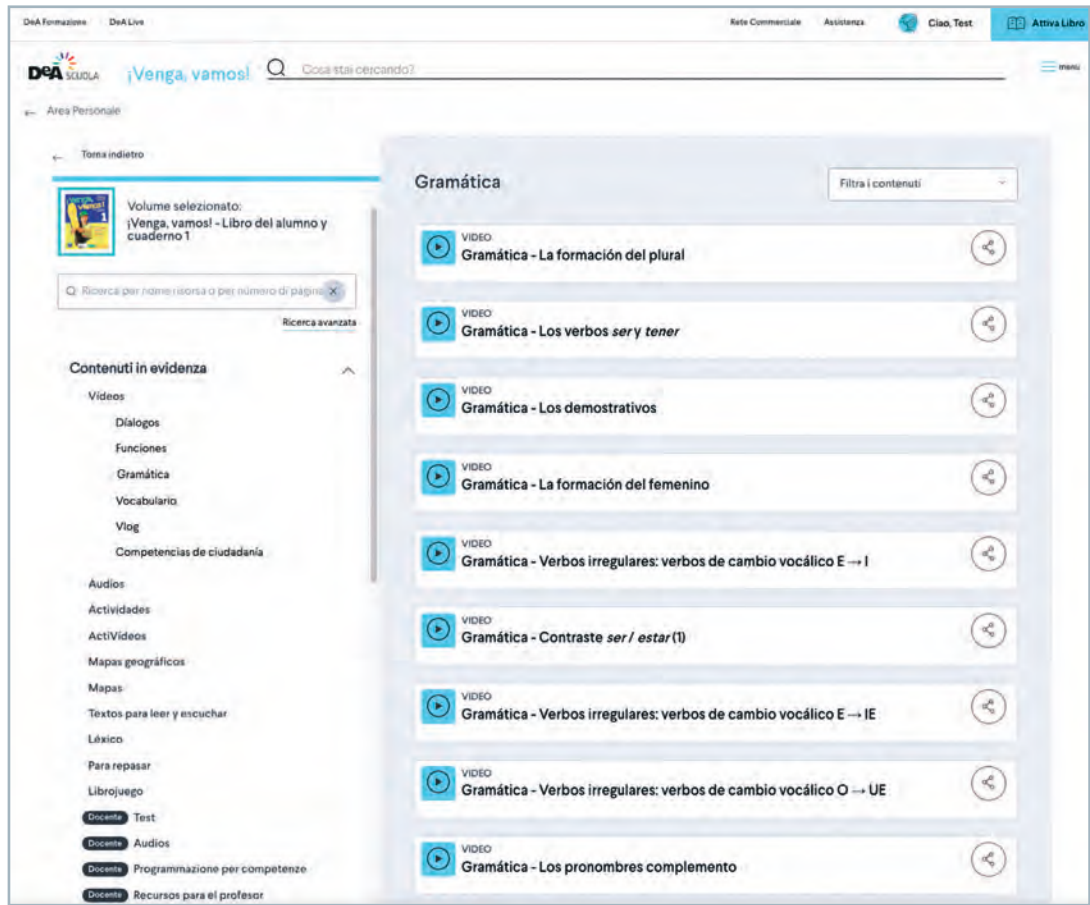 DeA Formazione DeA Live Rete Commerciale Assistenza Ciao, Test Attiva Libro
DeA SCUOLA ¡Venga, vamos! Cosa stai cercando? menu
← Area Personale
← Torna indietro
Volume selezionato:
¡Venga, vamos! - Libro del alumno y
cuaderno 1
Ricerca per nome risorsa o per número di pagina
Ricerca avanzata
Contenuti in evidenza
Vídeos
Diálogos
Funciones
Gramática
Vocabulario
Vlog
Competencias de ciudadanía
Audios
Actividades
ActiVídeos
Mapas geográficos
Mapas
Textos para leer y escuchar
Léxico
Para repasar
Librojuego
Docente Test
Docente Audios
Docente Programmazione per competenze
Docente Recursos para el profesor
Gramática Filtra i contenuti
VIDEO
Gramática - La formación del plural
VIDEO
Gramática - Los verbos ser y tener
VIDEO
Gramática - Los demostrativos
VIDEO
Gramática - La formación del femenino
VIDEO
Gramática - Verbos irregulares: verbos de cambio vocálico E → I
VIDEO
Gramática - Contraste ser / estar (1)
VIDEO
Gramática - Verbos irregulares: verbos de cambio vocálico E → IE
VIDEO
Gramática - Verbos irregulares: verbos de cambio vocálico O → UE
VIDEO
Gramática - Los pronombres complemento